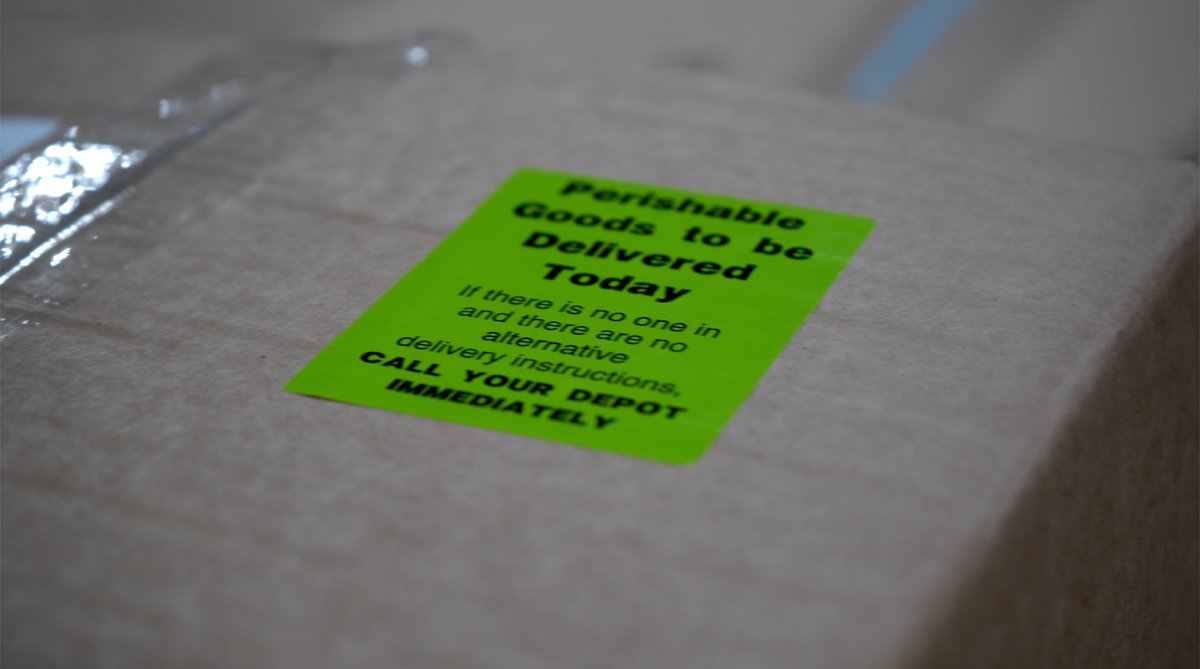 Perishable
Goods to be
Delivered
Today
If there is no one in
and there are no
alternative
delivery instructions,
CALL YOUR DEPOT
IMMEDIATELY